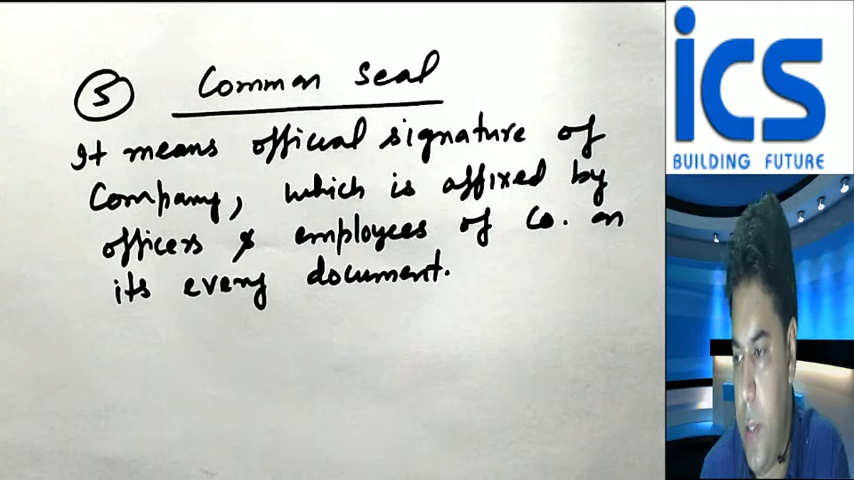 5 Common Seal
It means official signature of
Company, which is affixed by
officers & employees of Co. on
its every document.
ics
BUILDING FUTURE